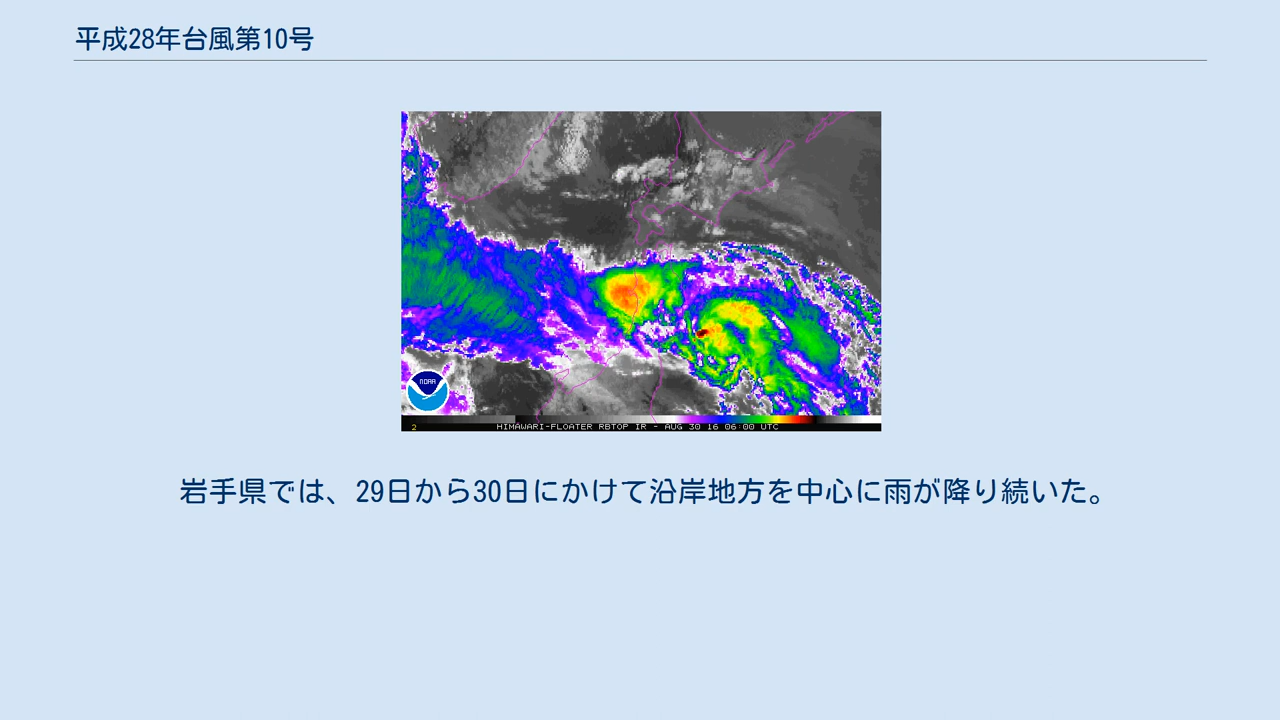 平成28年台風第10号
NOAA
2
HIMAWARI-FLOATER RBTOP IR - AUG 30 16 06:00 UTC
岩手県では、29日から30日にかけて沿岸地方を中心に雨が降り続いた。